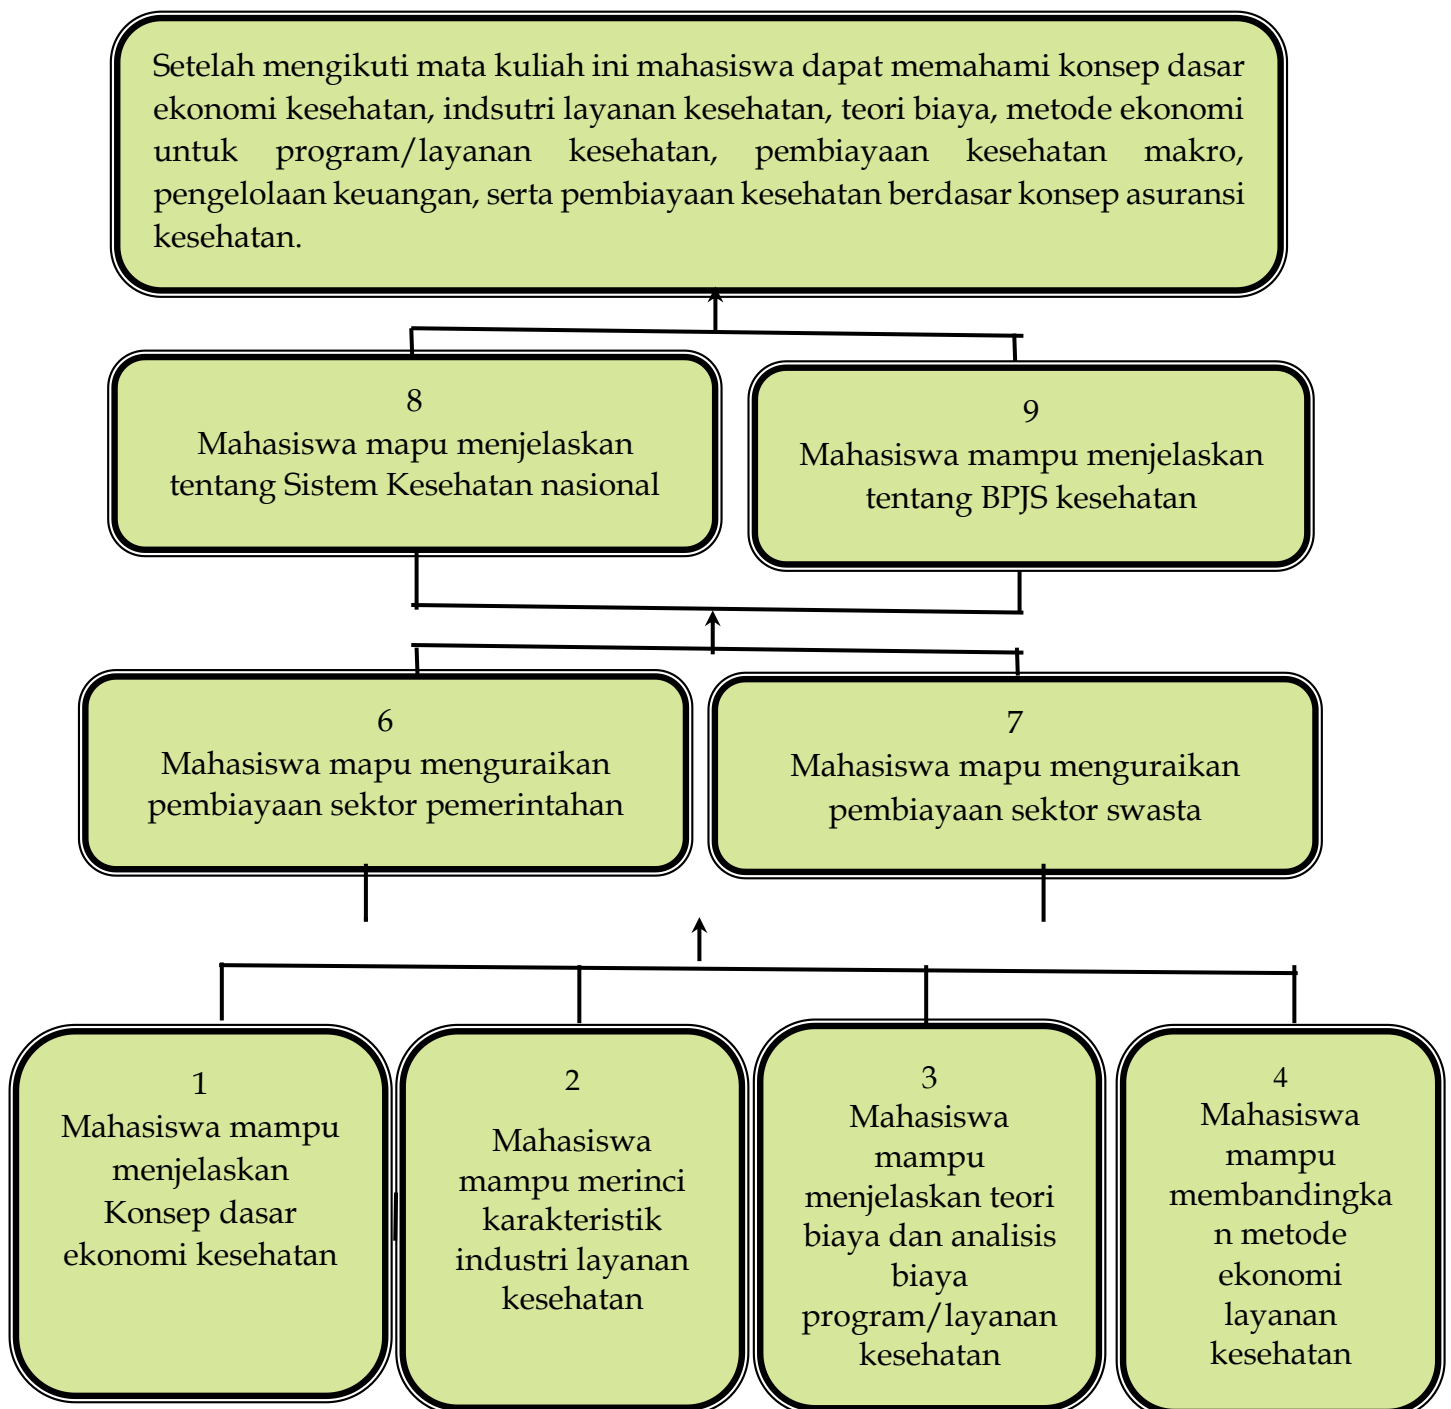 Setelah mengikuti mata kuliah ini mahasiswa dapat memahami konsep dasar
ekonomi kesehatan, indsutri layanan kesehatan, teori biaya, metode ekonomi
untuk program/layanan kesehatan, pembiayaan kesehatan makro,
pengelolaan keuangan, serta pembiayaan kesehatan berdasar konsep asuransi
kesehatan.
8
Mahasiswa mapu menjelaskan
tentang Sistem Kesehatan nasional
9
Mahasiswa mampu menjelaskan
tentang BPJS kesehatan
6
Mahasiswa mapu menguraikan
pembiayaan sektor pemerintahan
7
Mahasiswa mapu menguraikan
pembiayaan sektor swasta
1
Mahasiswa mampu
menjelaskan
Konsep dasar
ekonomi kesehatan
2
Mahasiswa
mampu merinci
karakteristik
industri layanan
kesehatan
3
Mahasiswa
mampu
menjelaskan teori
biaya dan analisis
biaya
program/layanan
kesehatan
4
Mahasiswa
mampu
membandingka
n metode
ekonomi
layanan
kesehatan